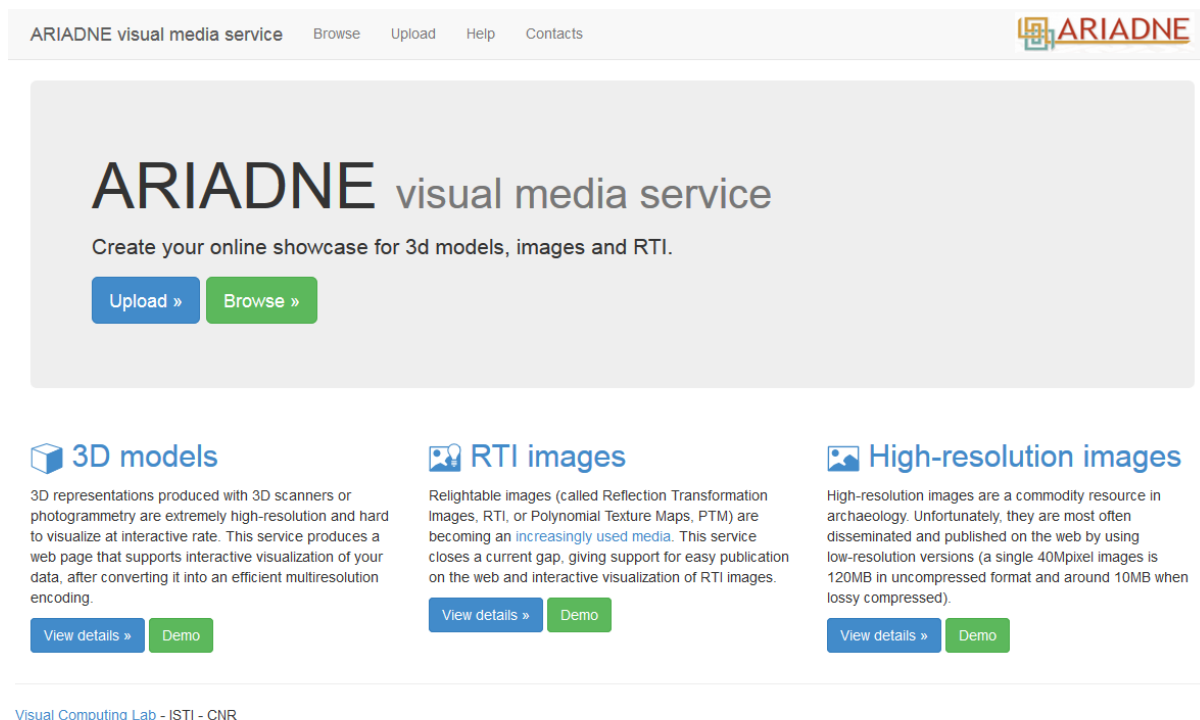 ARIADNE visual media service Browse Upload Help Contacts ARIADNE
ARIADNE visual media service
Create your online showcase for 3d models, images and RTI.
Upload » Browse »
3D models
3D representations produced with 3D scanners or
photogrammetry are extremely high-resolution and hard
to visualize at interactive rate. This service produces a
web page that supports interactive visualization of your
data, after converting it into an efficient multiresolution
encoding.
View details » Demo
RTI images
Relightable images (called Reflection Transformation
Images, RTI, or Polynomial Texture Maps, PTM) are
becoming an increasingly used media. This service
closes a current gap, giving support for easy publication
on the web and interactive visualization of RTI images.
View details » Demo
High-resolution images
High-resolution images are a commodity resource in
archaeology. Unfortunately, they are most often
disseminated and published on the web by using
low-resolution versions (a single 40Mpixel images is
120MB in uncompressed format and around 10MB when
lossy compressed).
View details » Demo
Visual Computing Lab - ISTI - CNR